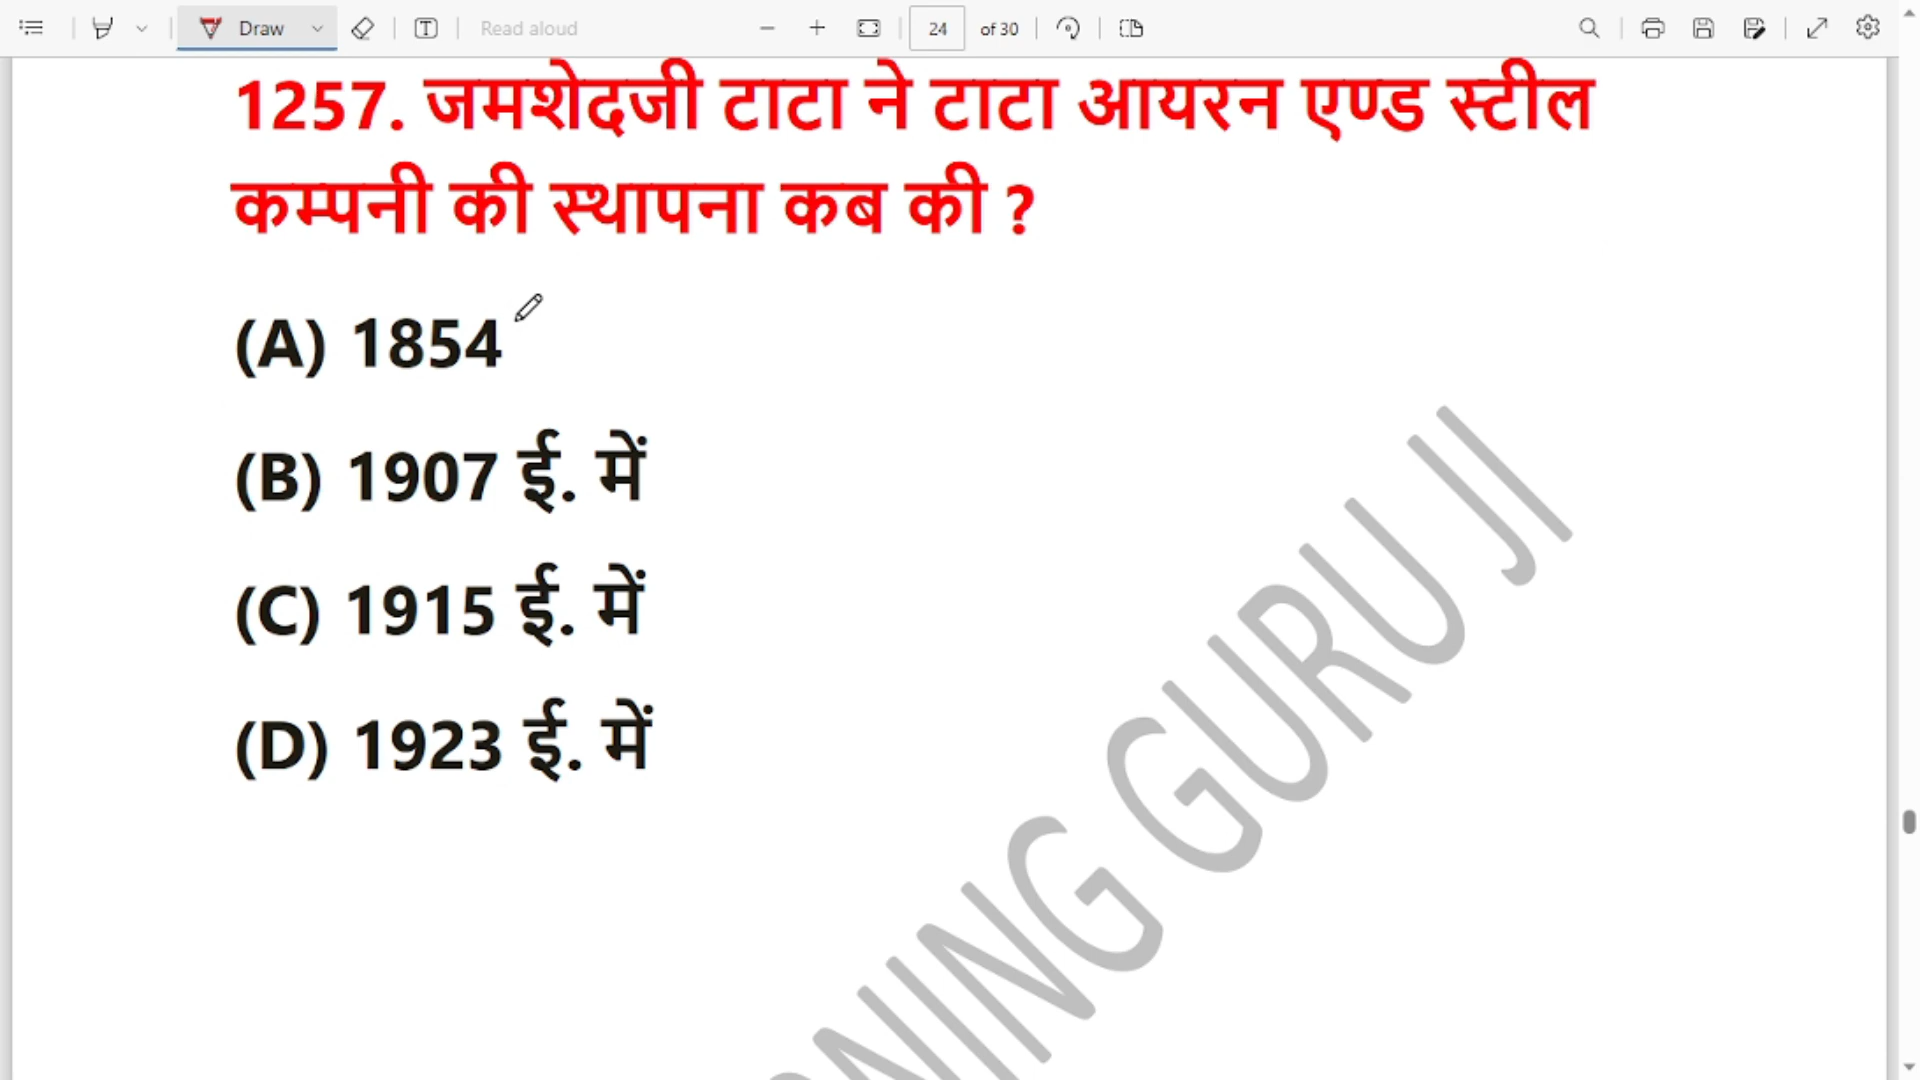 Draw
Read aloud
24 of 30
1257. जमशेदजी टाटा ने टाटा आयरन एण्ड स्टील
कम्पनी की स्थापना कब की ?
(A) 1854
(B) 1907 ई. में
(C) 1915 ई. में
(D) 1923 ई. में
NING GURU JI